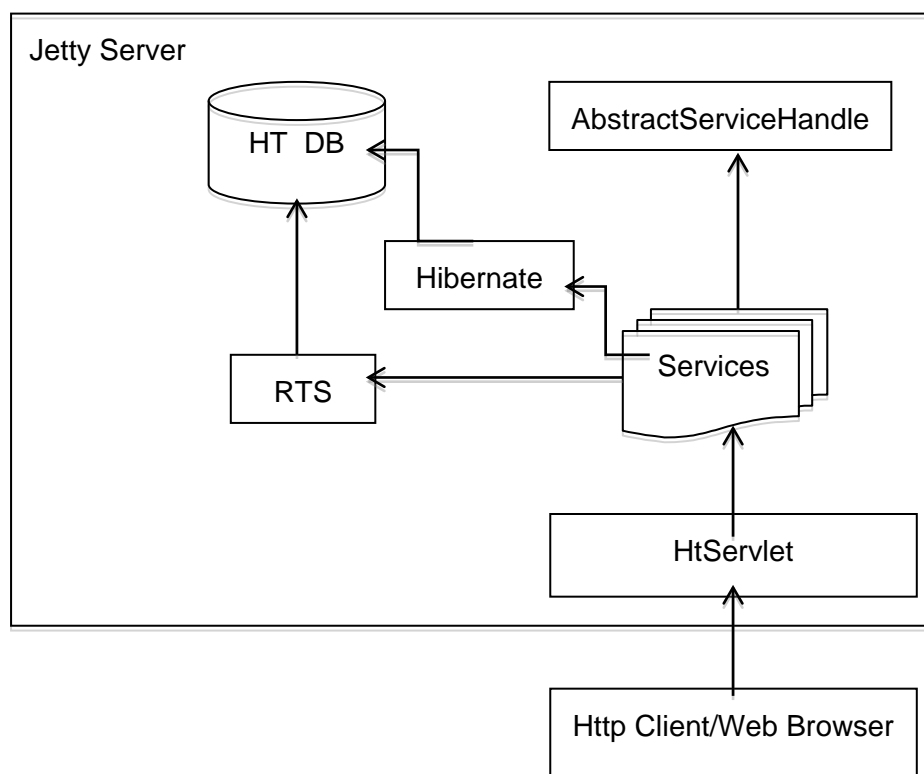 Jetty Server
HT DB
AbstractServiceHandle
Hibernate
Services
RTS
HtServlet
Http Client/Web Browser